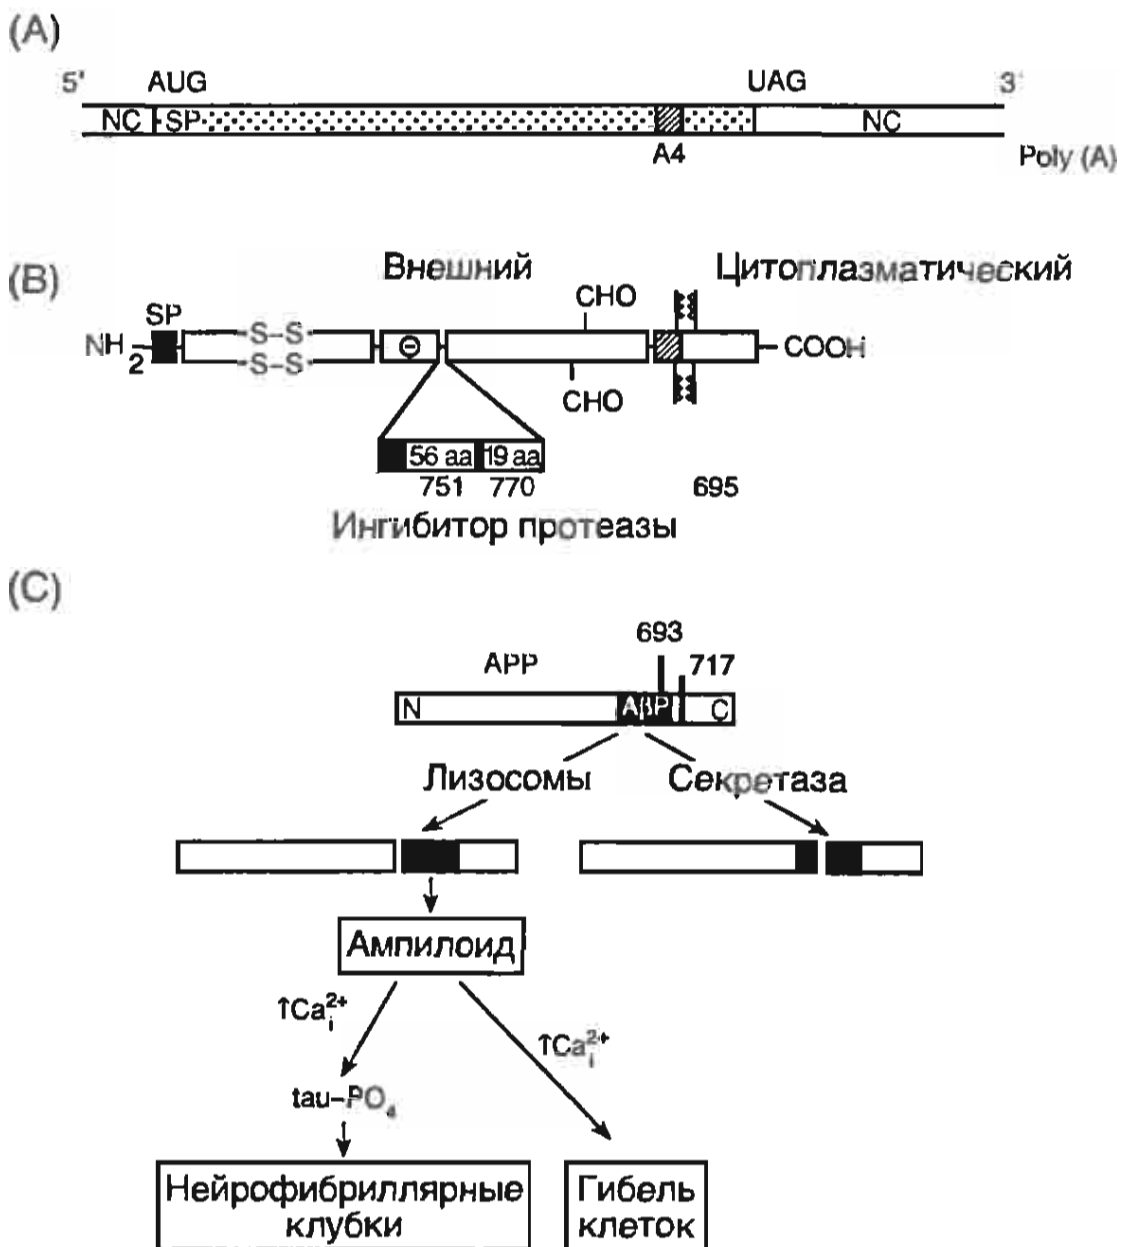 (A)
5' AUG UAG 3'
NC SP NC
A4
Poly (A)
(B)
Внешний Цитоплазматический
CHO
SP
NH2 S-S ⊖ COOH
S-S
CHO
56 aa 19 aa
751 770 695
Ингибитор протеазы
(C)
693
APP 717
N AβP C
Лизосомы Секретаза
Ампилоид
↑Ca2+i
↑Ca2+i
tau-PO4
Нейрофибриллярные Гибель
клубки клеток